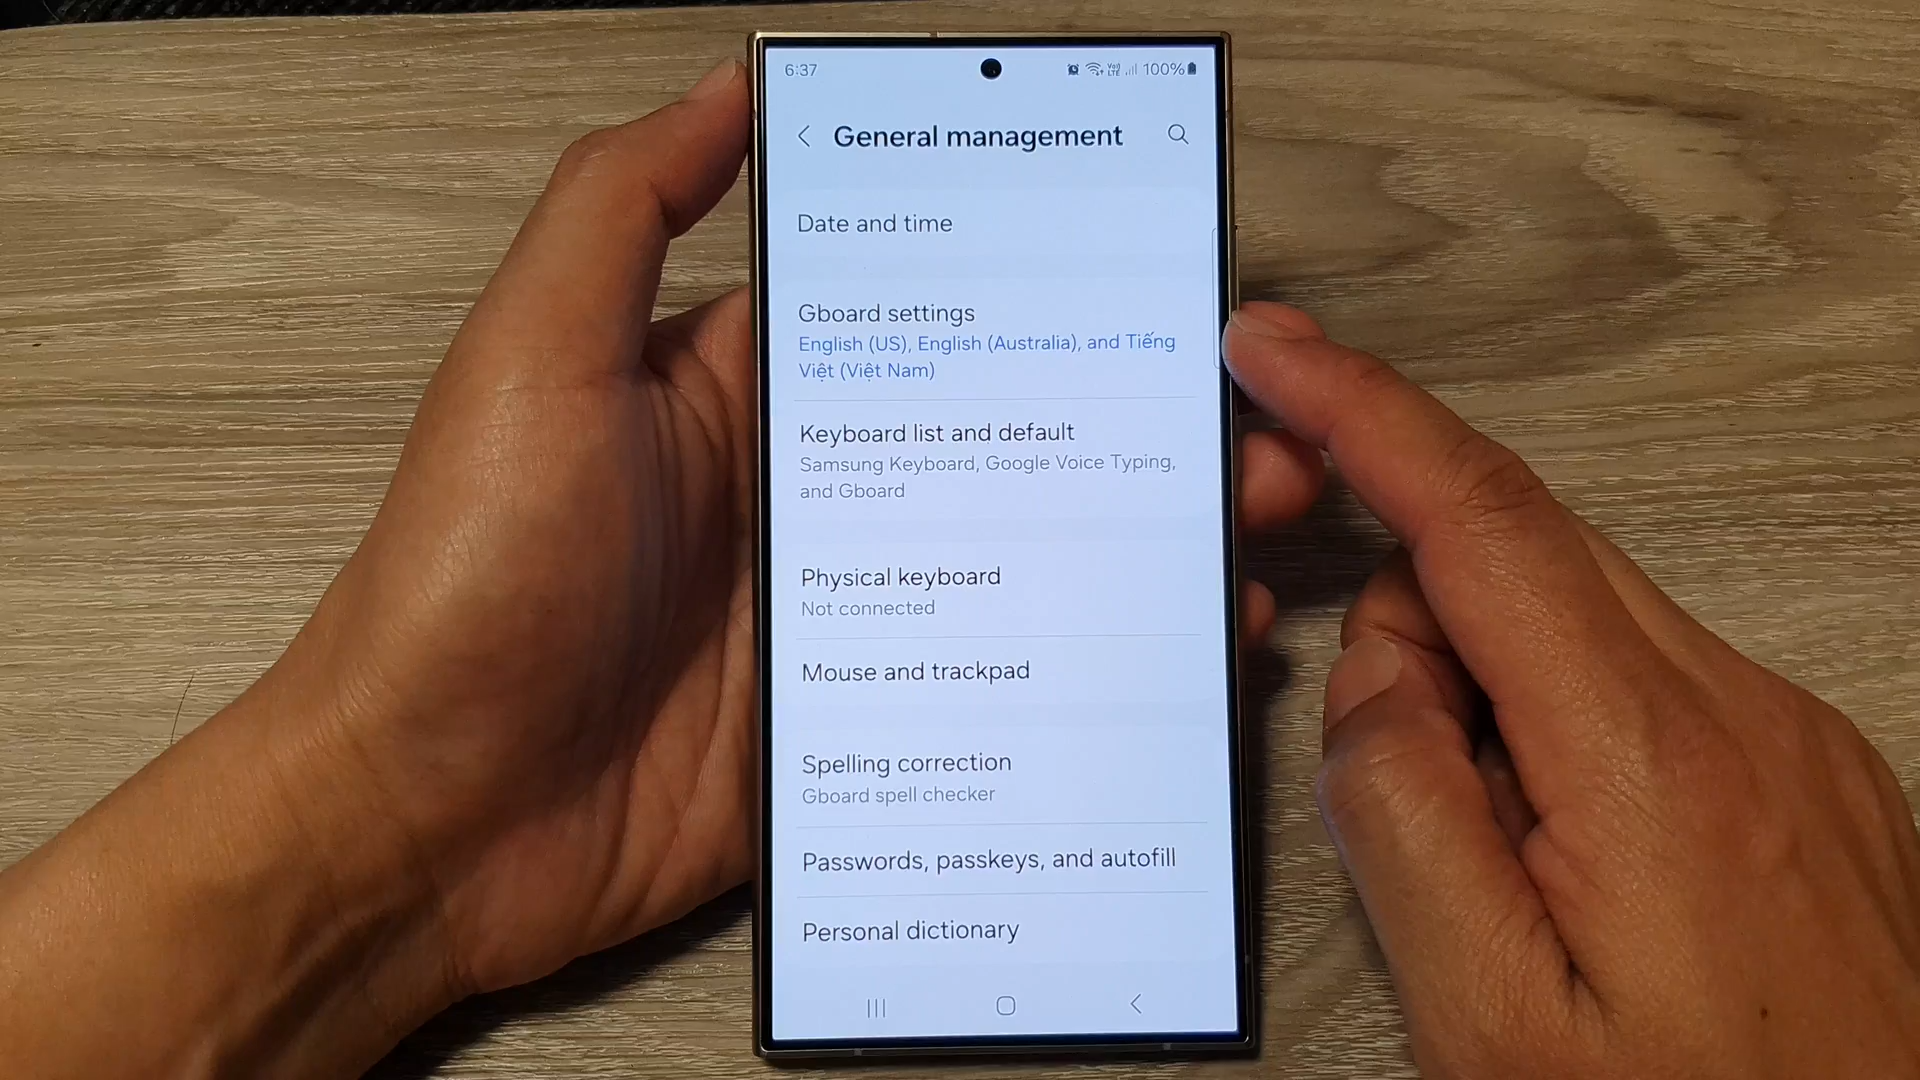 6:37
100%
General management
Date and time
Gboard settings
English (US), English (Australia), and Tiếng
Việt (Việt Nam)
Keyboard list and default
Samsung Keyboard, Google Voice Typing,
and Gboard
Physical keyboard
Not connected
Mouse and trackpad
Spelling correction
Gboard spell checker
Passwords, passkeys, and autofill
Personal dictionary